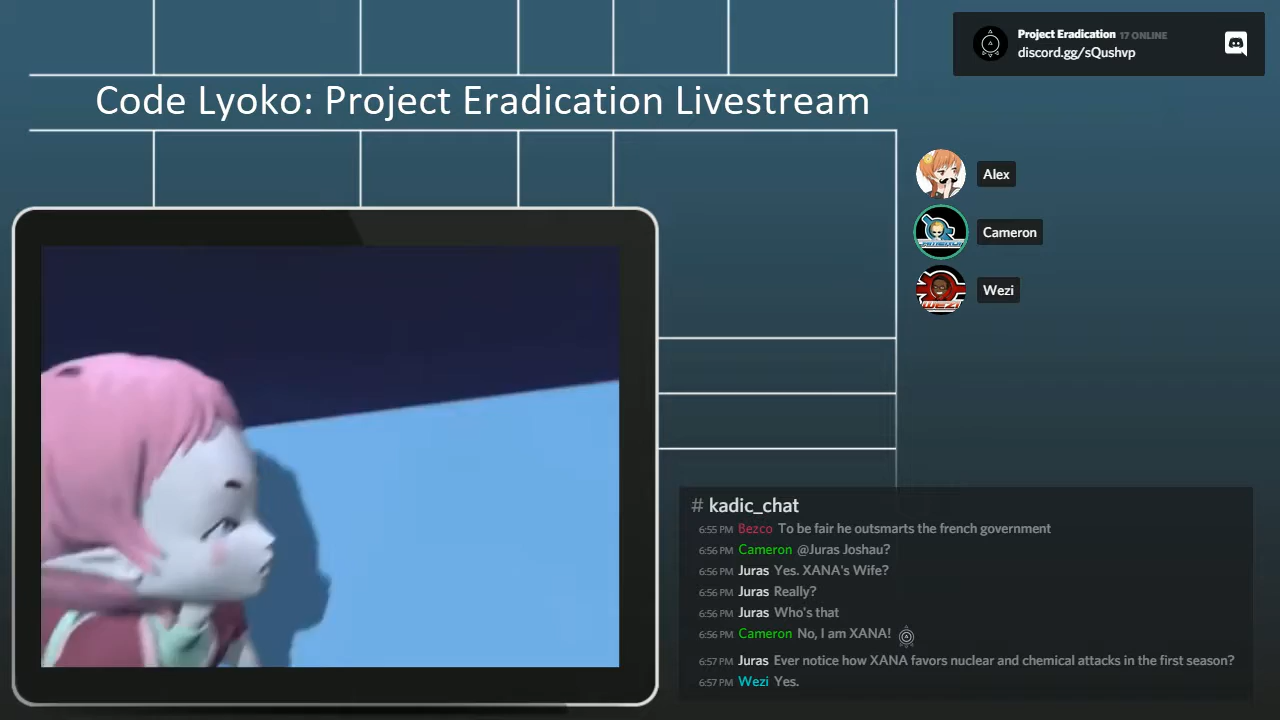 Project Eradication 17 ONLINE
discord.gg/sQushvp
Code Lyoko: Project Eradication Livestream
Alex
Cameron
Wezi
WEZI
# kadic_chat
6:55 PM Bezco To be fair he outsmarts the french government
6:56 PM Cameron @Juras Joshau?
6:56 PM Juras Yes. XANA's Wife?
6:56 PM Juras Really?
6:56 PM Juras Who's that
6:56 PM Cameron No, I am XANA!
6:57 PM Juras Ever notice how XANA favors nuclear and chemical attacks in the first season?
6:57 PM Wezi Yes.